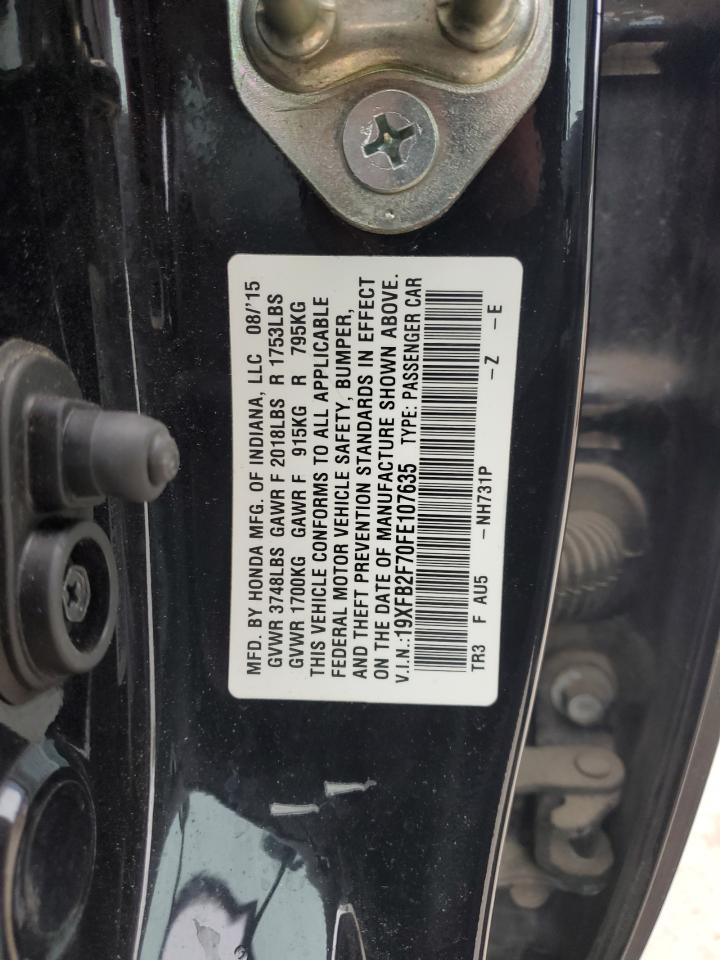 MFD. BY HONDA MFG. OF INDIANA, LLC 08/'15
GVWR 3748LBS GAWR F 2018LBS R 1753LBS
GVWR 1700KG GAWR F 915KG R 795KG
THIS VEHICLE CONFORMS TO ALL APPLICABLE
FEDERAL MOTOR VEHICLE SAFETY, BUMPER,
AND THEFT PREVENTION STANDARDS IN EFFECT
ON THE DATE OF MANUFACTURE SHOWN ABOVE.
V.I.N.:19XFB2F70FE107635 TYPE: PASSENGER CAR
TR3 F AU5 -NH731P -Z -E